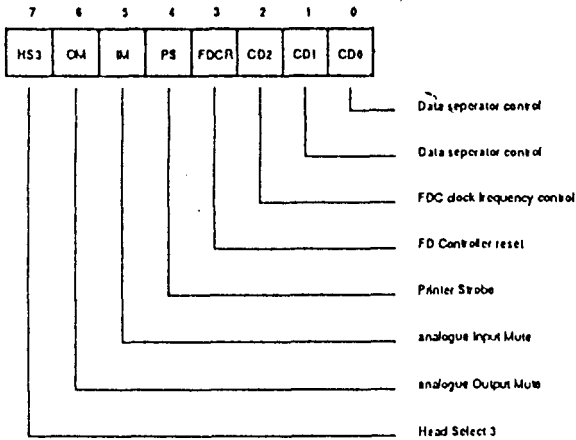 7 6 5 4 3 2 1 0
HS3 OM IM PS FDCR CD2 CD1 CD0
Data seperator control
Data seperator control
FDC clock frequency control
FD Controller reset
Printer Strobe
analogue Input Mute
analogue Output Mute
Head Select 3